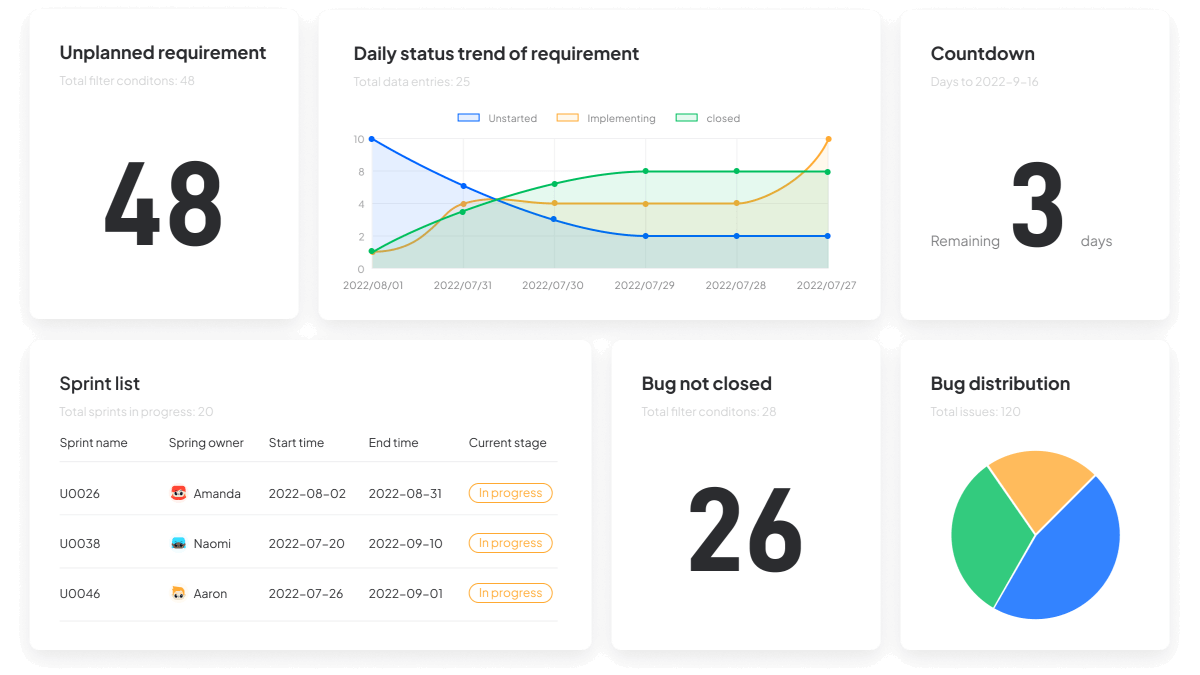 Unplanned requirement
Total filter conditons: 48
48
Daily status trend of requirement
Total data entries: 25
Unstarted Implementing closed
10
8
4
2
0
2022/08/01 2022/07/31 2022/07/30 2022/07/29 2022/07/28 2022/07/27
Countdown
Days to 2022-9-16
Remaining 3 days
Sprint list
Total sprints in progress: 20
Sprint name Spring owner Start time End time Current stage
U0026 Amanda 2022-08-02 2022-08-31 In progress
U0038 Naomi 2022-07-20 2022-09-10 In progress
U0046 Aaron 2022-07-26 2022-09-01 In progress
Bug not closed
Total filter conditons: 28
26
Bug distribution
Total issues: 120